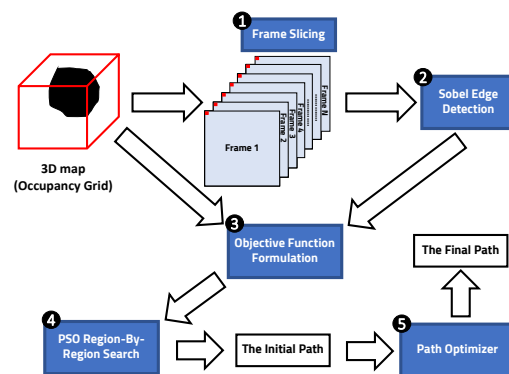 1
Frame Slicing
2
Sobel Edge
Detection
Frame 1
Frame 2
Frame 3
Frame 4
Frame N
3D map
(Occupancy Grid)
3
Objective Function
Formulation
The Final Path
4
PSO Region-By-
Region Search
The Initial Path
5
Path Optimizer